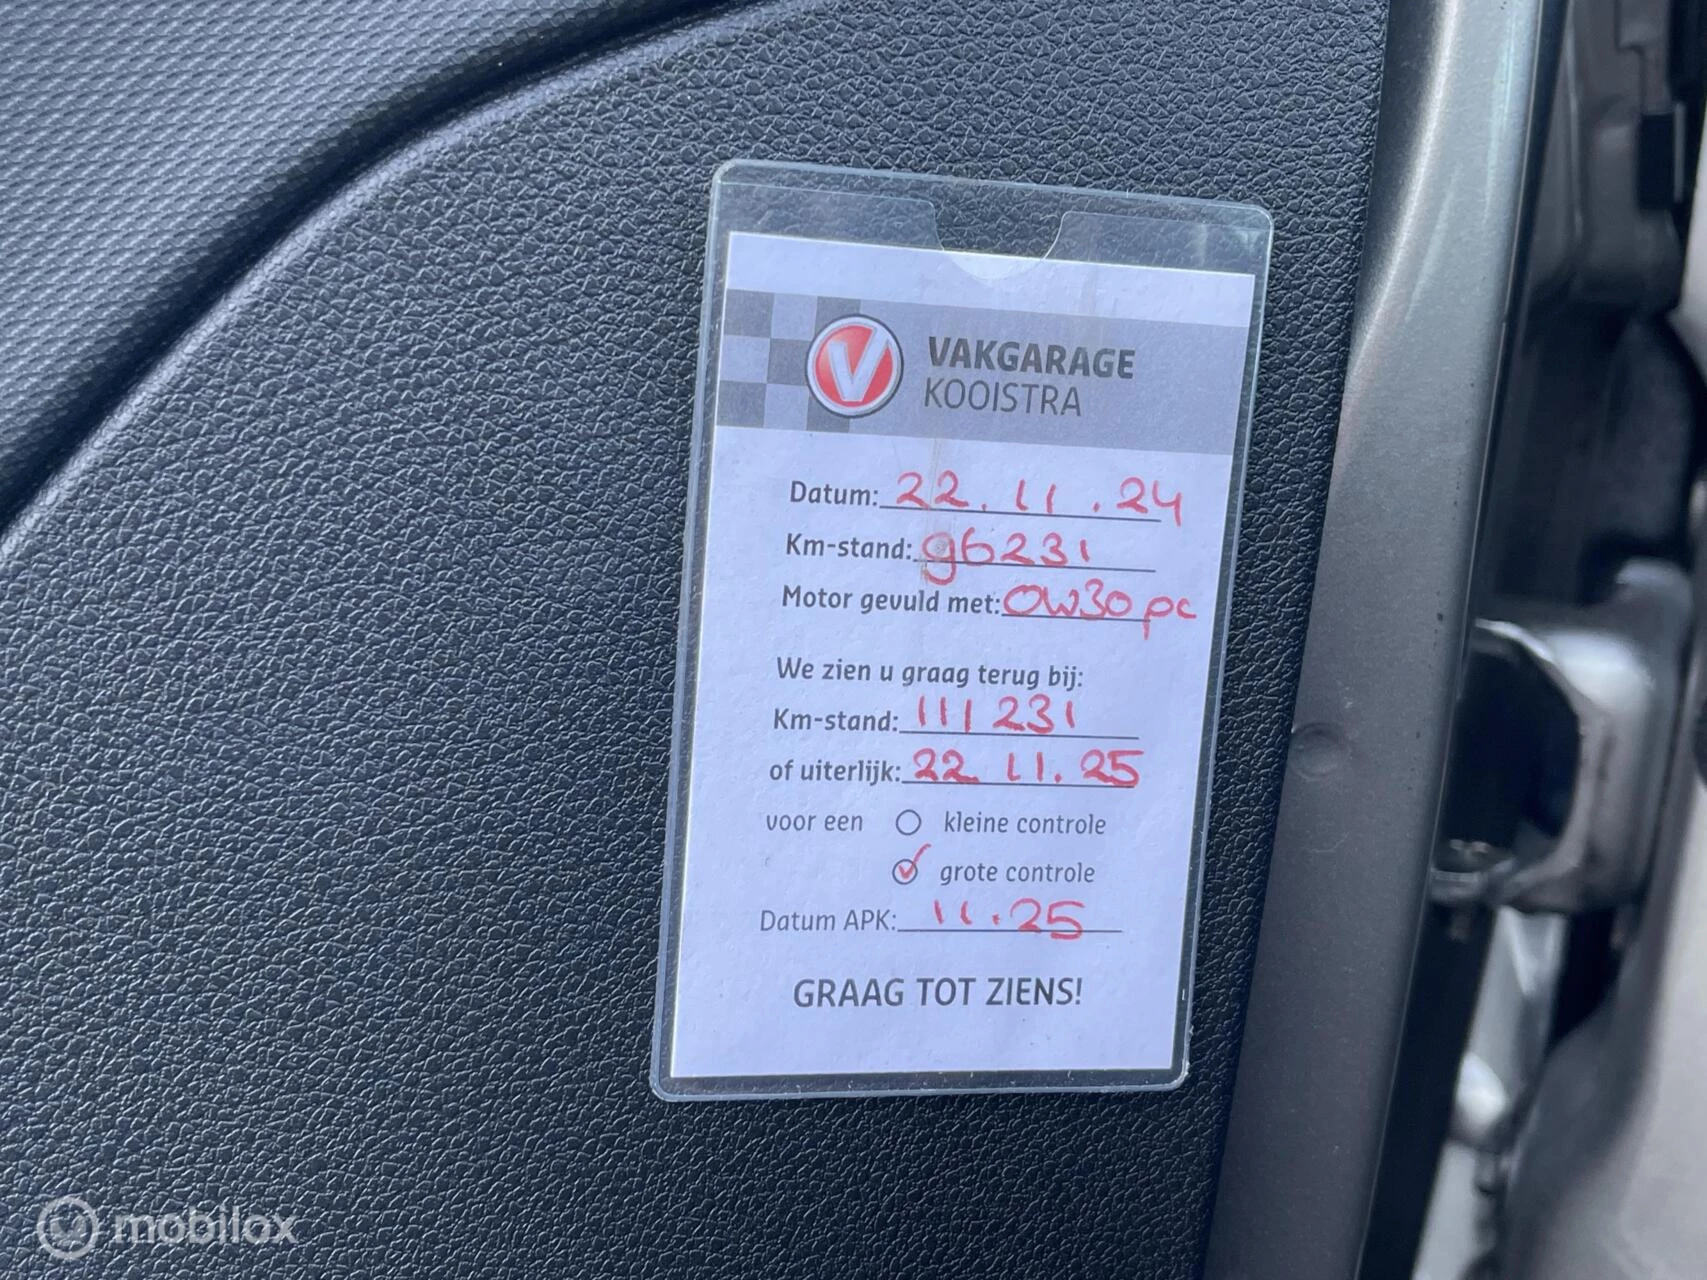 V
VAKGARAGE
KOOISTRA
Datum: 22.11.24
Km-stand: 96231
Motor gevuld met: 0W30 pc
We zien u graag terug bij:
Km-stand: 111231
of uiterlijk: 22.11.25
voor een kleine controle
grote controle
Datum APK: 11.25
GRAAG TOT ZIENS!
mobilox